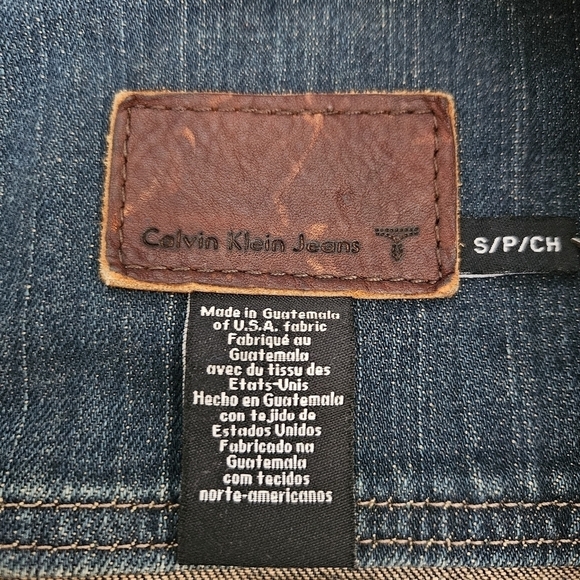 Calvin Klein Jeans
S/P/CH
Made in Guatemala
of U.S.A. fabric
Fabriqué au
Guatemala
avec du tissu des
Etats-Unis
Hecho en Guatemala
con tejido de
Estados Unidos
Fabricado na
Guatemala
com tecidos
norte-americanos